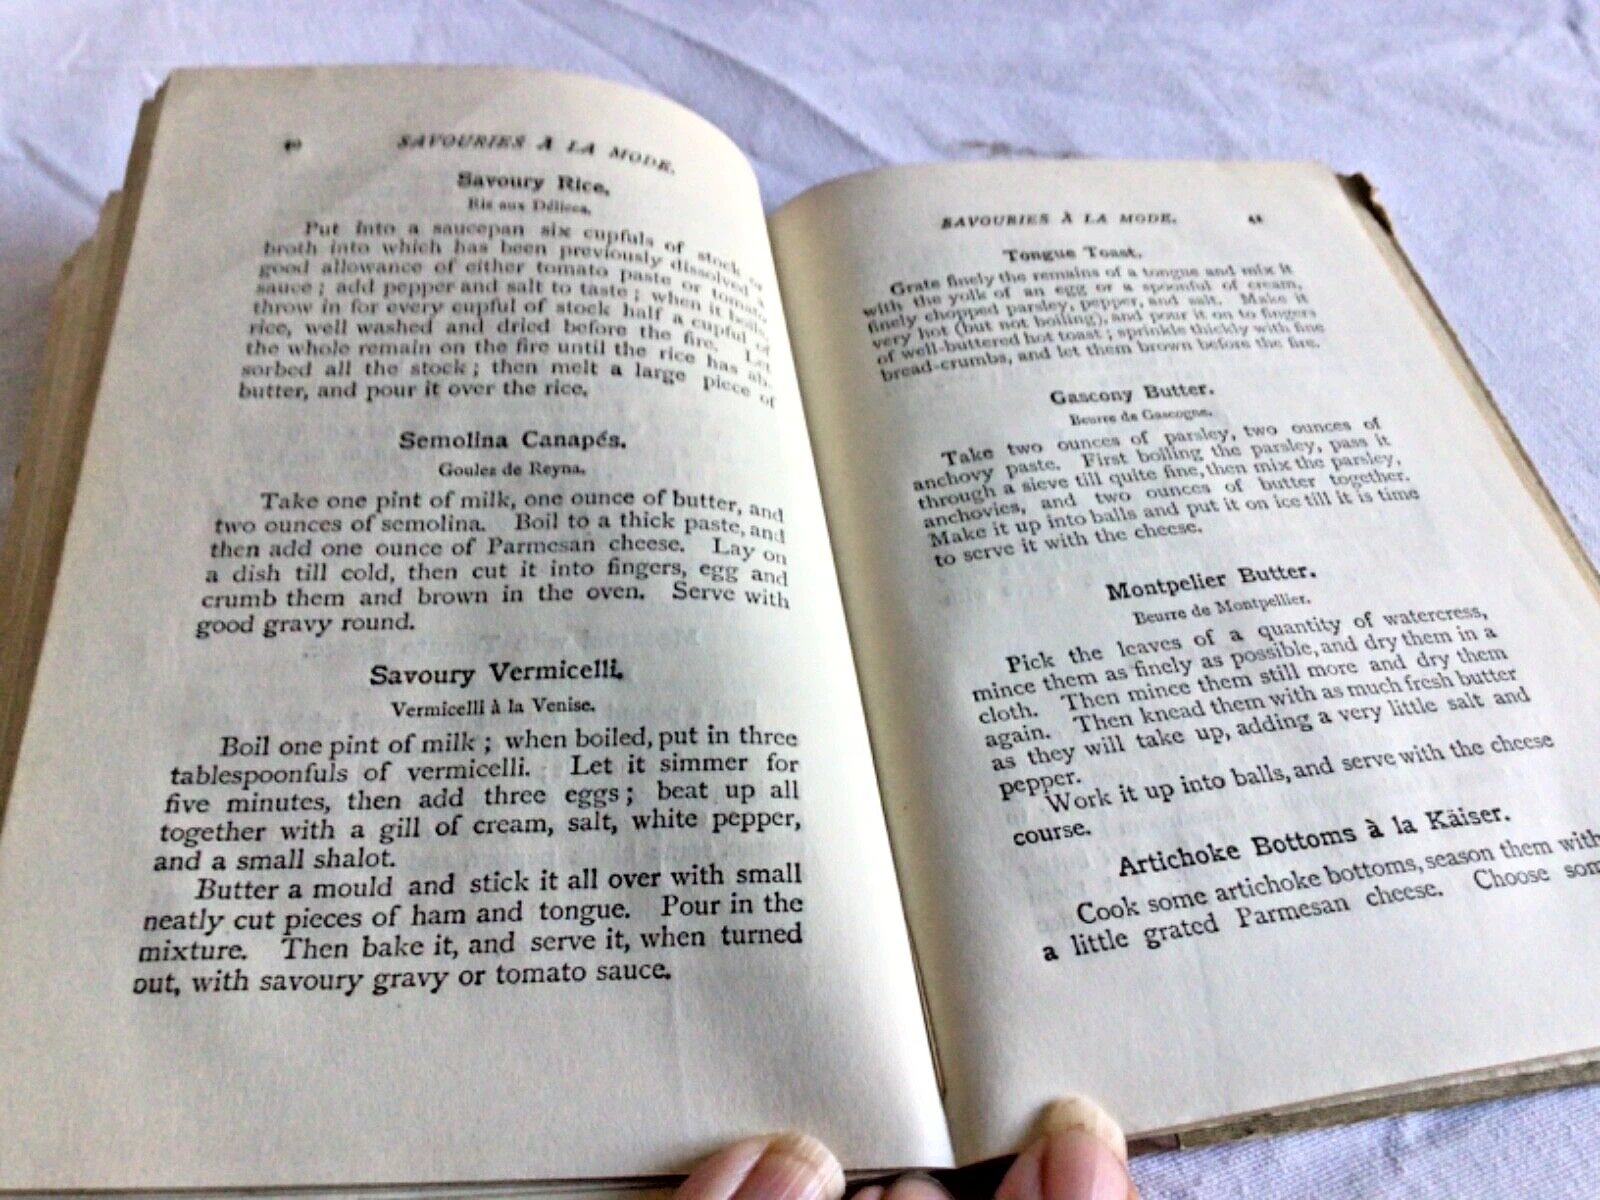 40 SAVOURIES À LA MODE.
Savoury Rice.
Ris aux Délices.
Put into a saucepan six cupfuls of stock or
broth into which has been previously dissolved a
good allowance of either tomato paste or tomato
sauce; add pepper and salt to taste; when it boils,
throw in for every cupful of stock half a cupful of
rice, well washed and dried before the fire. Let
the whole remain on the fire until the rice has ab-
sorbed all the stock; then melt a large piece of
butter, and pour it over the rice.
Semolina Canapés.
Goulez de Reyna.
Take one pint of milk, one ounce of butter, and
two ounces of semolina. Boil to a thick paste, and
then add one ounce of Parmesan cheese. Lay on
a dish till cold, then cut it into fingers, egg and
crumb them and brown in the oven. Serve with
good gravy round.
Savoury Vermicelli.
Vermicelli à la Venise.
Boil one pint of milk; when boiled, put in three
tablespoonfuls of vermicelli. Let it simmer for
five minutes, then add three eggs; beat up all
together with a gill of cream, salt, white pepper,
and a small shalot.
Butter a mould and stick it all over with small
neatly cut pieces of ham and tongue. Pour in the
mixture. Then bake it, and serve it, when turned
out, with savoury gravy or tomato sauce.
SAVOURIES À LA MODE. 41
Tongue Toast.
Grate finely the remains of a tongue and mix it
with the yolk of an egg or a spoonful of cream,
finely chopped parsley, pepper, and salt. Make it
very hot (but not boiling), and pour it on to fingers
of well-buttered hot toast; sprinkle thickly with fine
bread-crumbs, and let them brown before the fire.
Gascony Butter.
Beurre de Gascogne.
Take two ounces of parsley, two ounces of
anchovy paste. First boiling the parsley, pass it
through a sieve till quite fine, then mix the parsley,
anchovies, and two ounces of butter together.
Make it up into balls and put it on ice till it is time
to serve it with the cheese.
Montpelier Butter.
Beurre de Montpellier.
Pick the leaves of a quantity of watercress,
mince them as finely as possible, and dry them in a
cloth. Then mince them still more and dry them
again. Then knead them with as much fresh butter
as they will take up, adding a very little salt and
pepper.
Work it up into balls, and serve with the cheese
course.
Artichoke Bottoms à la Käiser.
Cook some artichoke bottoms, season them with
a little grated Parmesan cheese. Choose som